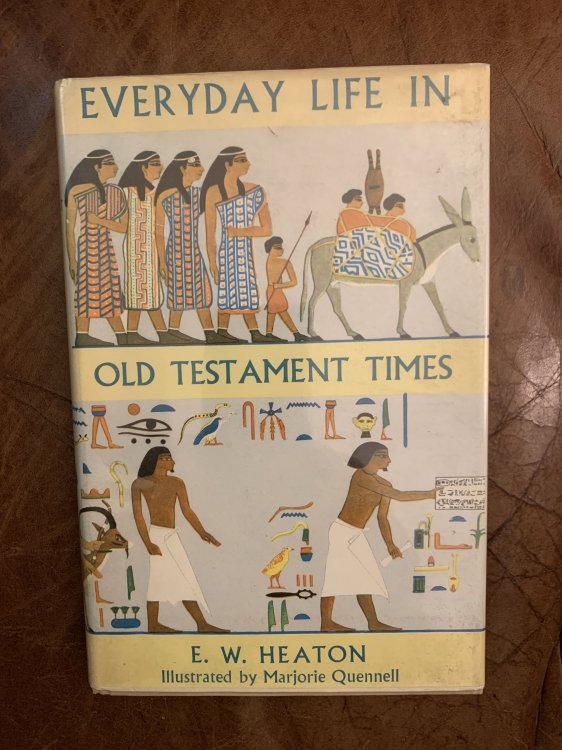 EVERYDAY LIFE IN
OLD TESTAMENT TIMES
E. W. HEATON
Illustrated by Marjorie Quennell